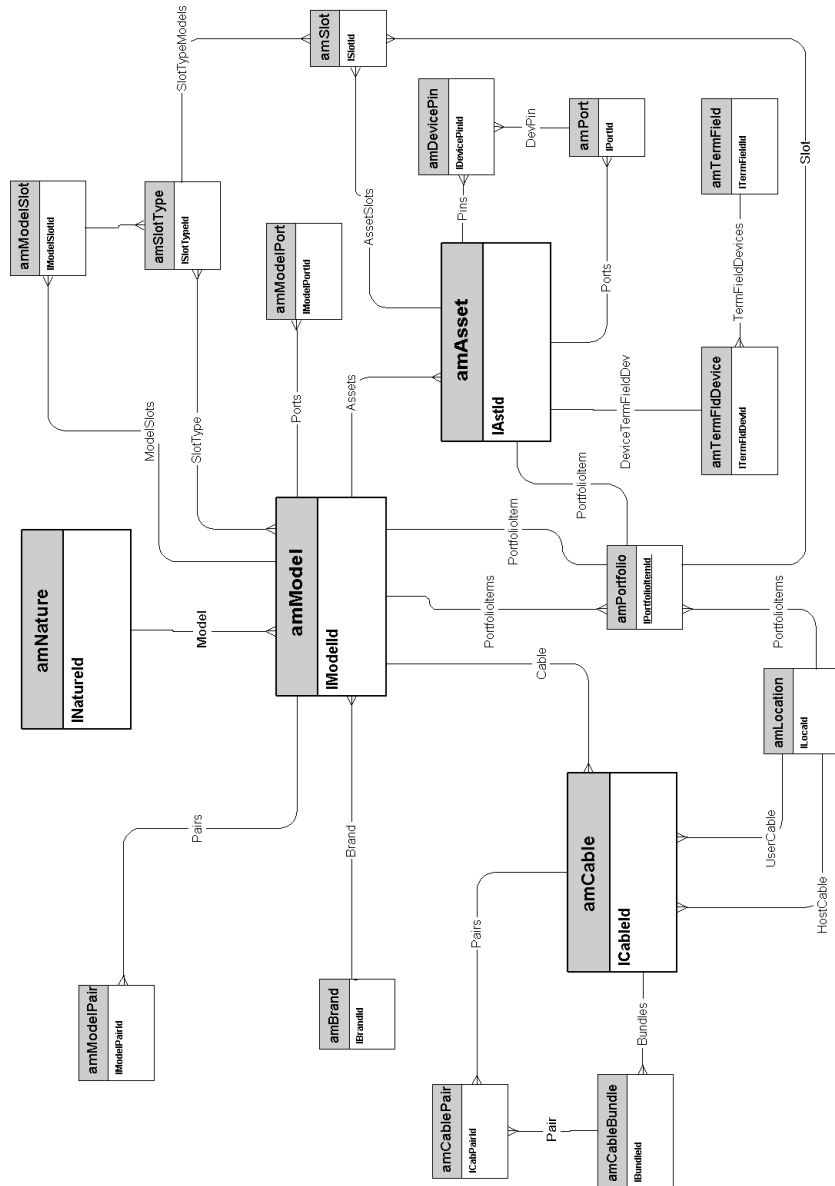 amModelSlot
lModelSlotId
amNature
lNatureId
amModelPair
lModelPairId
ModelSlots
amSlotType
lSlotTypeId
SlotTypeModels
Pairs
Model
SlotType
amModelPort
lModelPortId
Ports
amModel
lModelId
amSlot
lSlotId
amBrand
lBrandId
Brand
Assets
AssetSlots
amCablePair
lCabPairId
Pairs
amAsset
lAstId
Pins
amDevicePin
lDevicePinId
DevPin
amPort
lPortId
Ports
PortfolioItems
PortfolioItem
PortfolioItem
Cable
Pair
amCableBundle
lBundleId
Bundles
amCable
lCableId
amPortfolio
lPortfolioItemId
DeviceTermFieldDev
amTermFldDevice
lTermFldDevId
TermFieldDevices
amTermField
lTermFieldId
UserCable
HostCable
amLocation
lLocaId
PortfolioItems
Slot